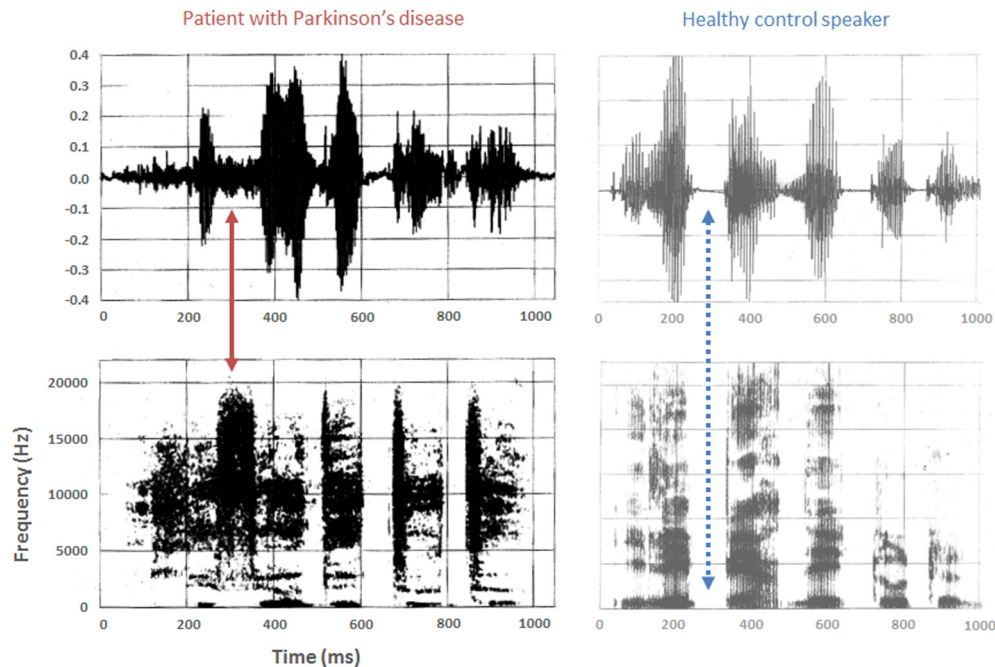 Patient with Parkinson's disease
Healthy control speaker
0.4
0.3
0.2
0.1
0.0
-0.1
-0.2
-0.3
-0.4
0 200 400 600 800 1000
0 200 400 600 800 1000
Frequency (Hz)
20000
15000
10000
5000
0
0 200 400 600 800 1000
0 200 400 600 800 1000
Time (ms)